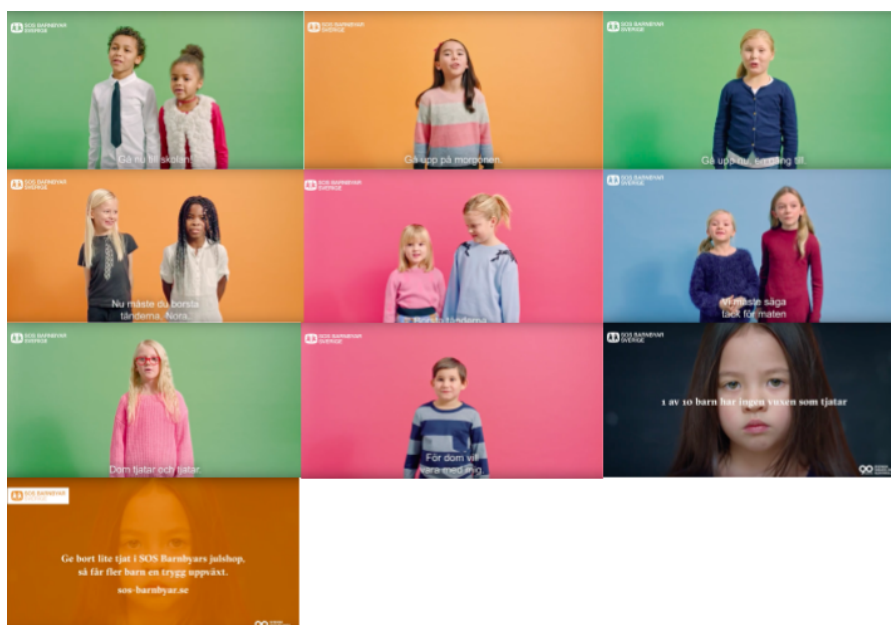 SOS BARNBYAR
SVERIGE
Gå nu till skolan!
SOS BARNBYAR
SVERIGE
Gå upp på morgonen.
SOS BARNBYAR
SVERIGE
Gå upp nu, en gång till.
SOS BARNBYAR
SVERIGE
Nu måste du borsta
tänderna, Nora.
SOS BARNBYAR
SVERIGE
Borsta tänderna
SOS BARNBYAR
SVERIGE
Vi måste säga
tack för maten
SOS BARNBYAR
SVERIGE
Dom tjatar och tjatar
SOS BARNBYAR
SVERIGE
För dom vill
vara med mig.
SOS BARNBYAR
SVERIGE
1 av 10 barn har ingen vuxen som tjatar
90
SOS BARNBYAR
SVERIGE
Ge bort lite tjat i SOS Barnbyars julshop,
så får fler barn en trygg uppväxt.
sos-barnbyar.se
90